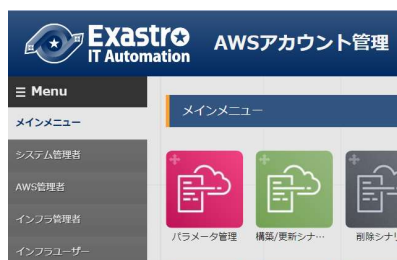 Exastro
IT Automation
AWSアカウント管理
☰ Menu
メインメニュー
メインメニュー
システム管理者
AWS管理者
インフラ管理者
インフラユーザー
パラメータ管理
構築/更新シナ…
削除シナリ